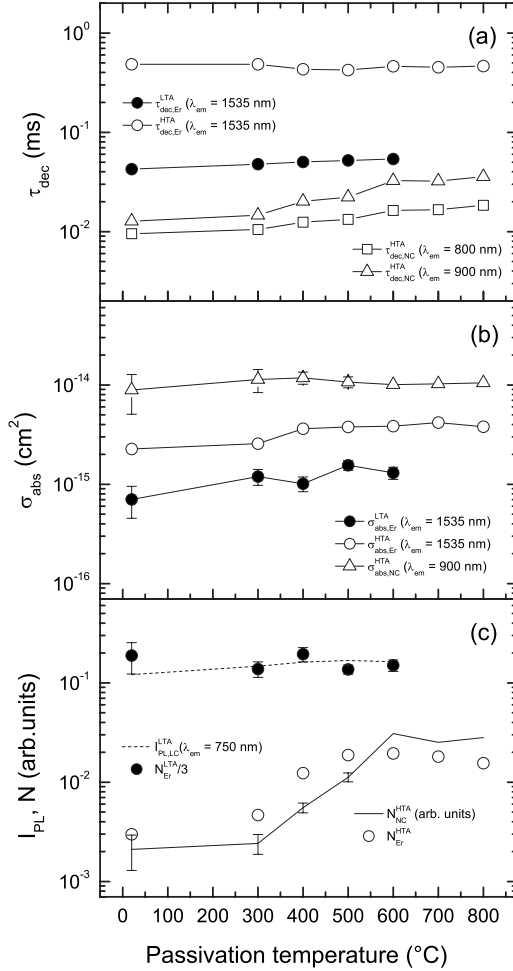 (a)
10⁰
10⁻¹
10⁻²
τ_dec (ms)
τ^LTA_dec,Er (λ_em = 1535 nm)
τ^HTA_dec,Er (λ_em = 1535 nm)
τ^HTA_dec,NC (λ_em = 800 nm)
τ^HTA_dec,NC (λ_em = 900 nm)
(b)
10⁻¹⁴
10⁻¹⁵
10⁻¹⁶
σ_abs (cm²)
σ^LTA_abs,Er (λ_em = 1535 nm)
σ^HTA_abs,Er (λ_em = 1535 nm)
σ^HTA_abs,NC (λ_em = 900 nm)
(c)
10⁻¹
10⁻²
10⁻³
I_PL, N (arb.units)
I^LTA_PL,LC (λ_em = 750 nm)
N^LTA_Er/3
N^HTA_NC (arb. units)
N^HTA_Er
0 100 200 300 400 500 600 700 800
Passivation temperature (°C)